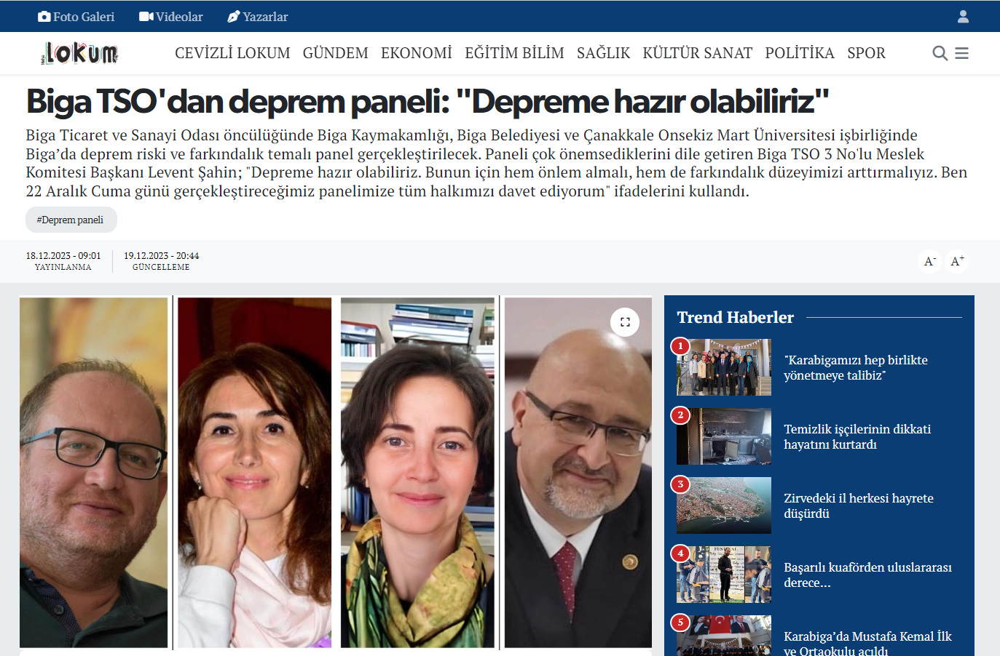 Foto Galeri Videolar Yazarlar
LOKUM CEVİZLİ LOKUM GÜNDEM EKONOMİ EĞİTİM BİLİM SAĞLIK KÜLTÜR SANAT POLİTİKA SPOR
Biga TSO'dan deprem paneli: "Depreme hazır olabiliriz"
Biga Ticaret ve Sanayi Odası öncülüğünde Biga Kaymakamlığı, Biga Belediyesi ve Çanakkale Onsekiz Mart Üniversitesi işbirliğinde
Biga’da deprem riski ve farkındalık temalı panel gerçekleştirilecek. Paneli çok önemsediklerini dile getiren Biga TSO 3 No'lu Meslek
Komitesi Başkanı Levent Şahin; "Depreme hazır olabiliriz. Bunun için hem önlem almalı, hem de farkındalık düzeyimizi arttırmalıyız. Ben
22 Aralık Cuma günü gerçekleştireceğimiz panelimize tüm halkımızı davet ediyorum" ifadelerini kullandı.
#Deprem paneli
18.12.2023 - 09:01 19.12.2023 - 20:44
YAYINLANMA GÜNCELLEME
A- A+
Trend Haberler
1
"Karabigamızı hep birlikte
yönetmeye talibiz"
2
Temizlik işçilerinin dikkati
hayatını kurtardı
3
Zirvedeki il herkesi hayrete
düşürdü
4
Başarılı kuaförden uluslararası
derece...
5
Karabiga’da Mustafa Kemal İlk
ve Ortaokulu açıldı